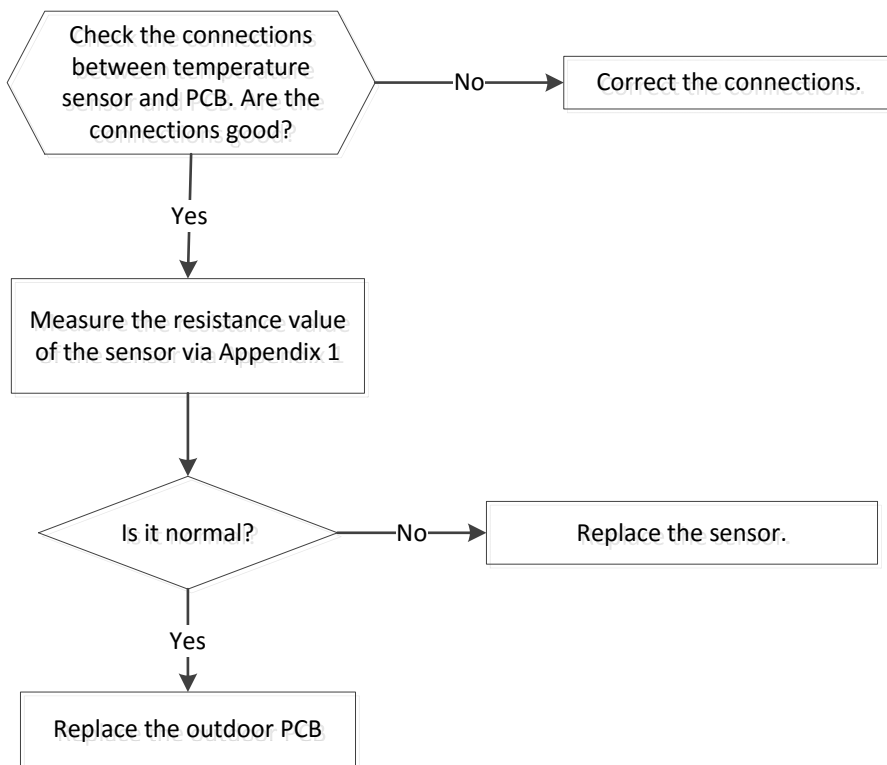 Check the connections
between temperature
sensor and PCB. Are the
connections good?
No
Correct the connections.
Yes
Measure the resistance value
of the sensor via Appendix 1
Is it normal?
No
Replace the sensor.
Yes
Replace the outdoor PCB